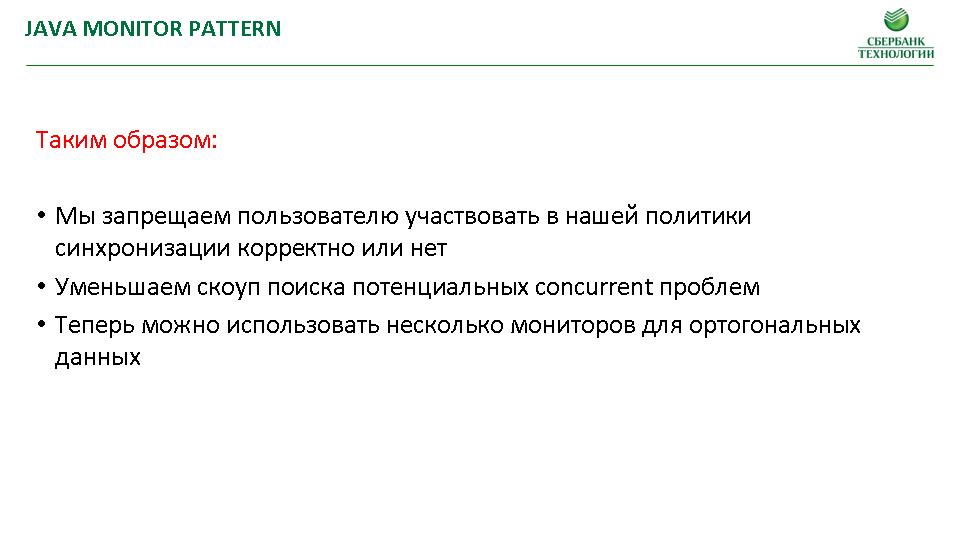 JAVA MONITOR PATTERN
СБЕРБАНК
ТЕХНОЛОГИИ
Таким образом:
• Мы запрещаем пользователю участвовать в нашей политики
синхронизации корректно или нет
• Уменьшаем скоуп поиска потенциальных concurrent проблем
• Теперь можно использовать несколько мониторов для ортогональных
данных